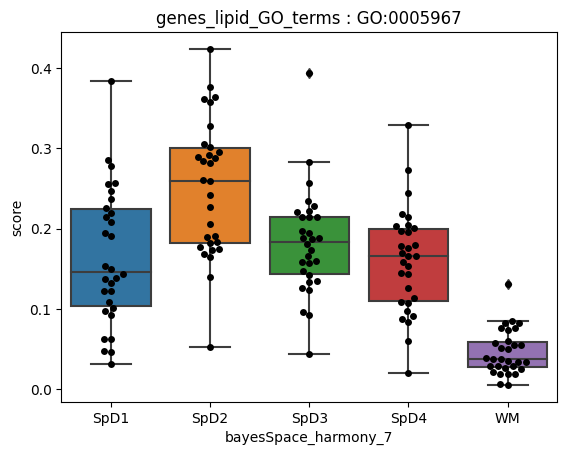 genes_lipid_GO_terms : GO:0005967
score
0.4
0.3
0.2
0.1
0.0
SpD1 SpD2 SpD3 SpD4 WM
bayesSpace_harmony_7